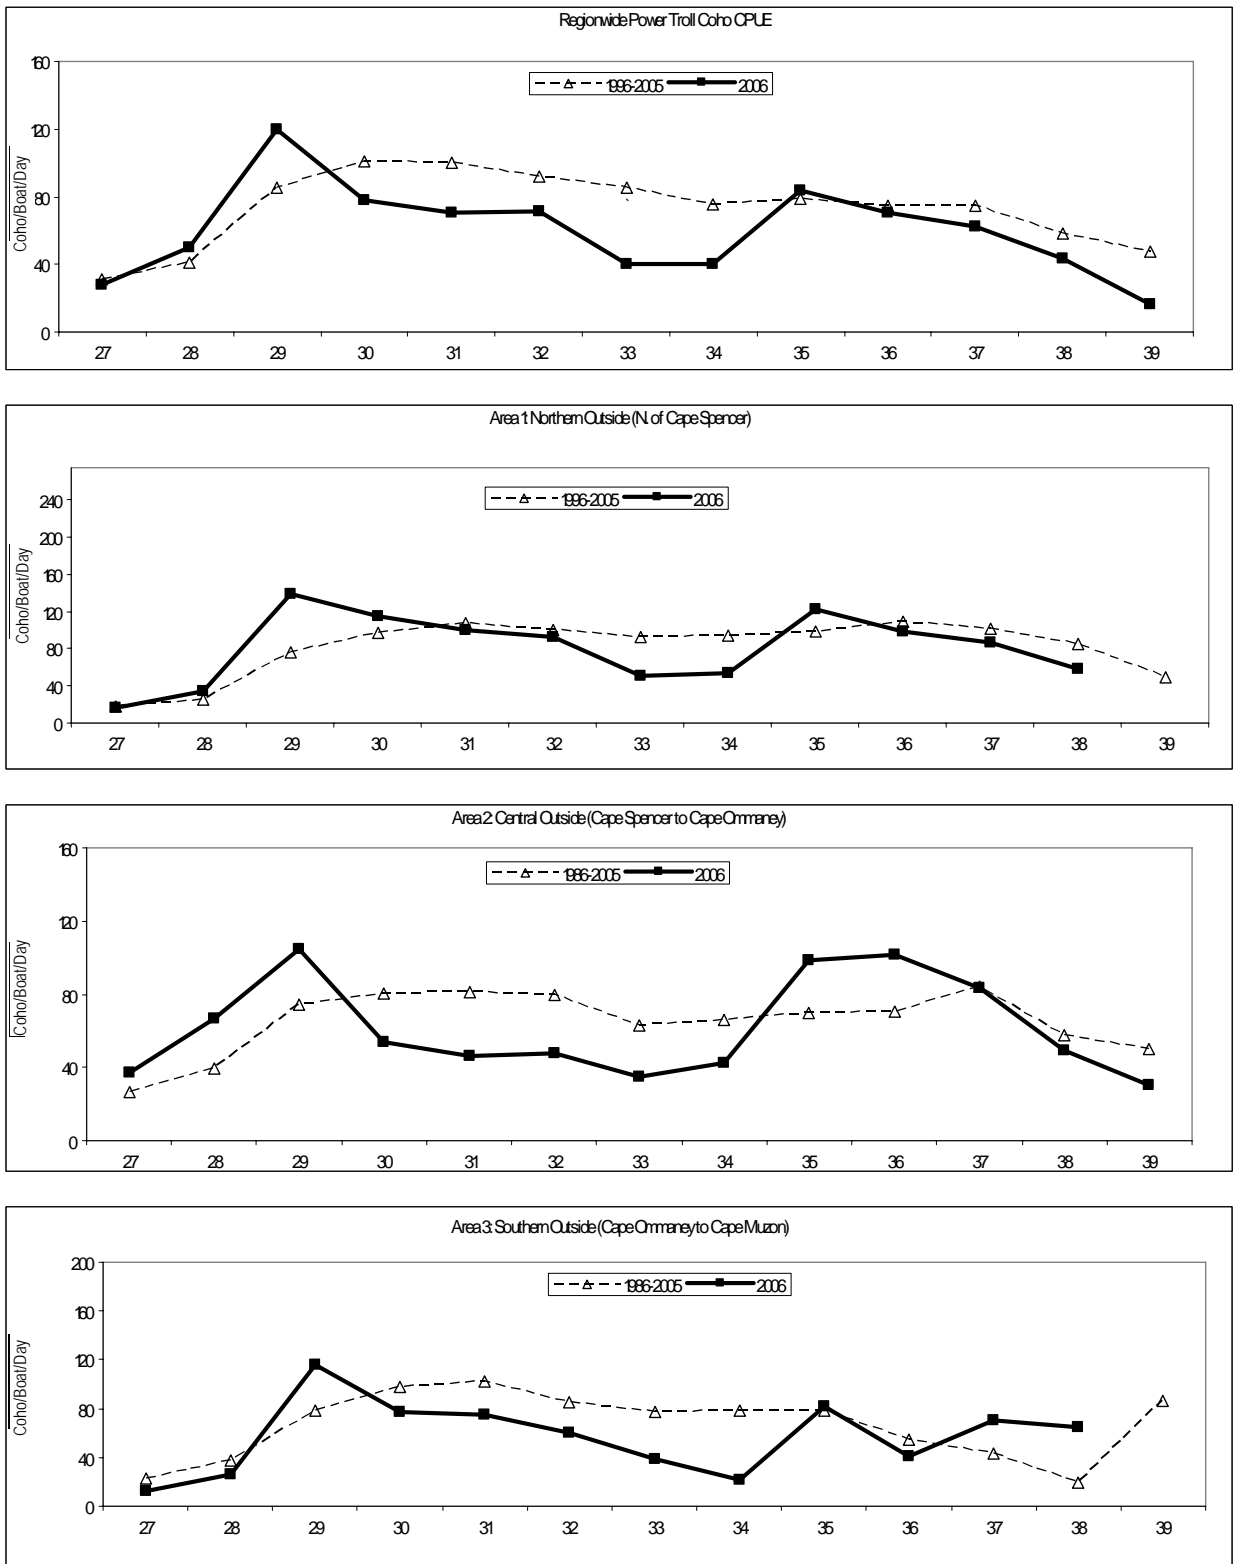 Regionwide Power Troll Coho CPUE
160
1996-2005 2006
120
80
40
0
Coho/Boat/Day
27 28 29 30 31 32 33 34 35 36 37 38 39
Area 1: Northern Outside (N. of Cape Spencer)
240
1996-2005 2006
200
160
120
80
40
0
Coho/Boat/Day
27 28 29 30 31 32 33 34 35 36 37 38 39
Area 2: Central Outside (Cape Spencer to Cape Ommaney)
160
1986-2005 2006
120
80
40
0
Coho/Boat/Day
27 28 29 30 31 32 33 34 35 36 37 38 39
Area 3: Southern Outside (Cape Ommaney to Cape Muzon)
200
1986-2005 2006
160
120
80
40
0
Coho/Boat/Day
27 28 29 30 31 32 33 34 35 36 37 38 39